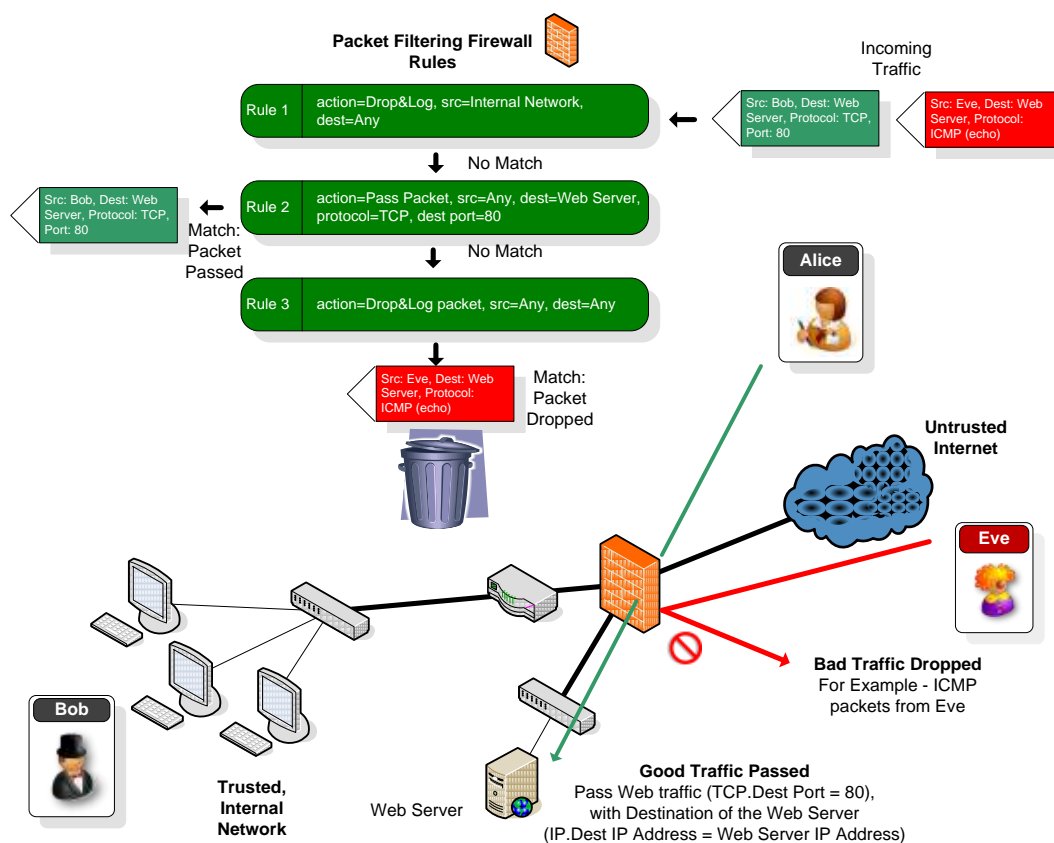 Packet Filtering Firewall
Rules
Incoming
Traffic
Rule 1
action=Drop&Log, src=Internal Network,
dest=Any
Src: Bob, Dest: Web
Server, Protocol: TCP,
Port: 80
Src: Eve, Dest: Web
Server, Protocol:
ICMP (echo)
No Match
Src: Bob, Dest: Web
Server, Protocol: TCP,
Port: 80
Match:
Packet
Passed
Rule 2
action=Pass Packet, src=Any, dest=Web Server,
protocol=TCP, dest port=80
No Match
Rule 3
action=Drop&Log packet, src=Any, dest=Any
Src: Eve, Dest: Web
Server, Protocol:
ICMP (echo)
Match:
Packet
Dropped
Alice
Untrusted
Internet
Eve
Bad Traffic Dropped
For Example - ICMP
packets from Eve
Bob
Trusted,
Internal
Network
Web Server
Good Traffic Passed
Pass Web traffic (TCP.Dest Port = 80),
with Destination of the Web Server
(IP.Dest IP Address = Web Server IP Address)